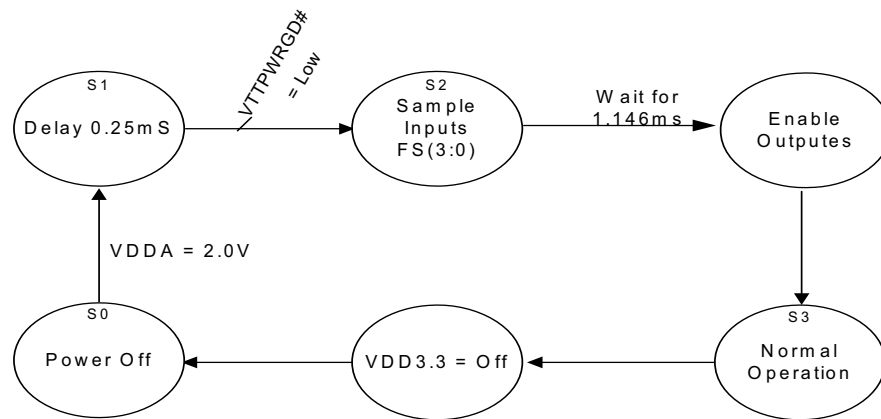 S1
Delay 0.25mS
VTTPWRGD#
= Low
S2
Sample
Inputs
FS(3:0)
Wait for
1.146ms
Enable
Outputes
VDDA = 2.0V
S0
Power Off
VDD3.3 = Off
S3
Normal
Operation